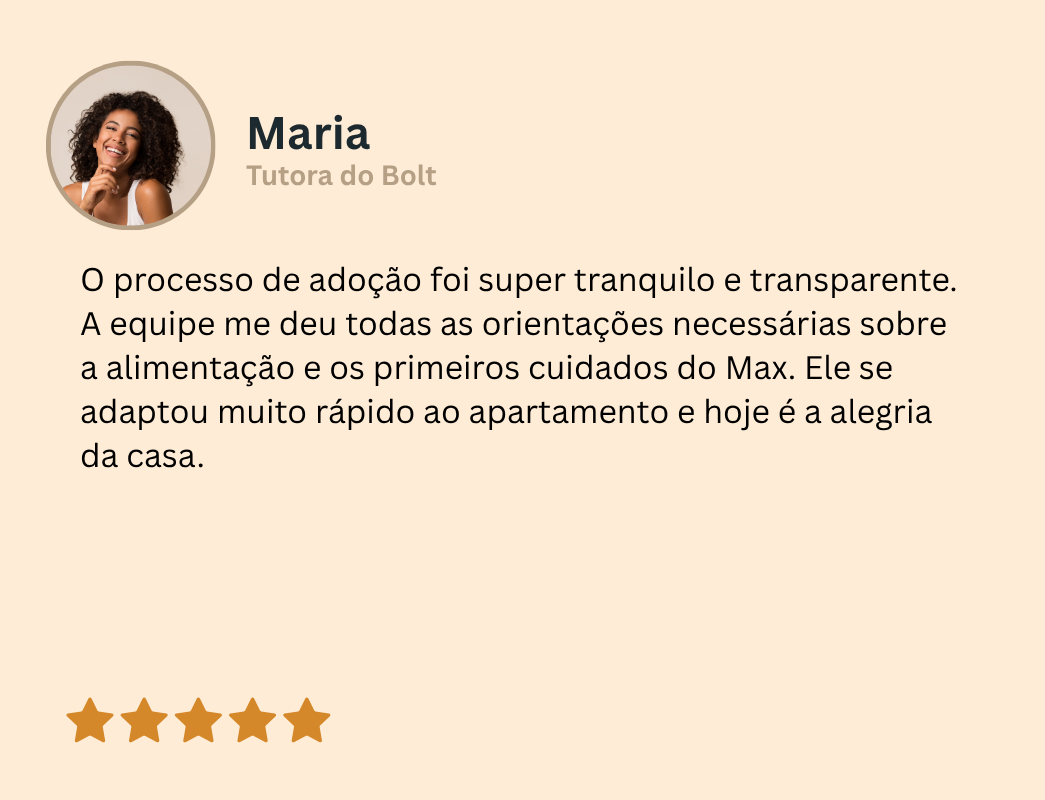 Maria
Tutora do Bolt
O processo de adoção foi super tranquilo e transparente.
A equipe me deu todas as orientações necessárias sobre
a alimentação e os primeiros cuidados do Max. Ele se
adaptou muito rápido ao apartamento e hoje é a alegria
da casa.